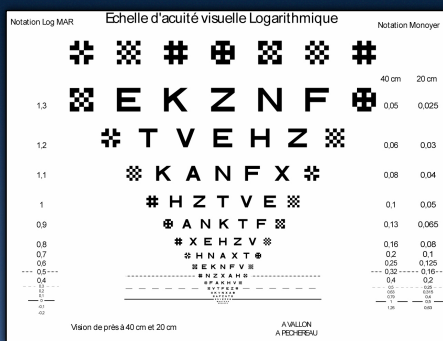 Notation Log MAR Echelle d'acuité visuelle Logarithmique Notation Monoyer
40 cm 20 cm
1,3 E K Z N F 0,05 0,025
1,2 T V E H Z 0,06 0,03
1,1 K A N F X 0,08 0,04
1 H Z T V E 0,1 0,05
0,9 A N K T F 0,13 0,065
0,8 X E H Z V 0,16 0,08
0,7 H N A X T 0,2 0,1
0,6 E K N F V 0,25 0,125
0,5 N Z X A H 0,32 0,16
0,4 F A K H V E 0,4 0,2
Vision de près à 40 cm et 20 cm
A VALLON
A PECHEREAU